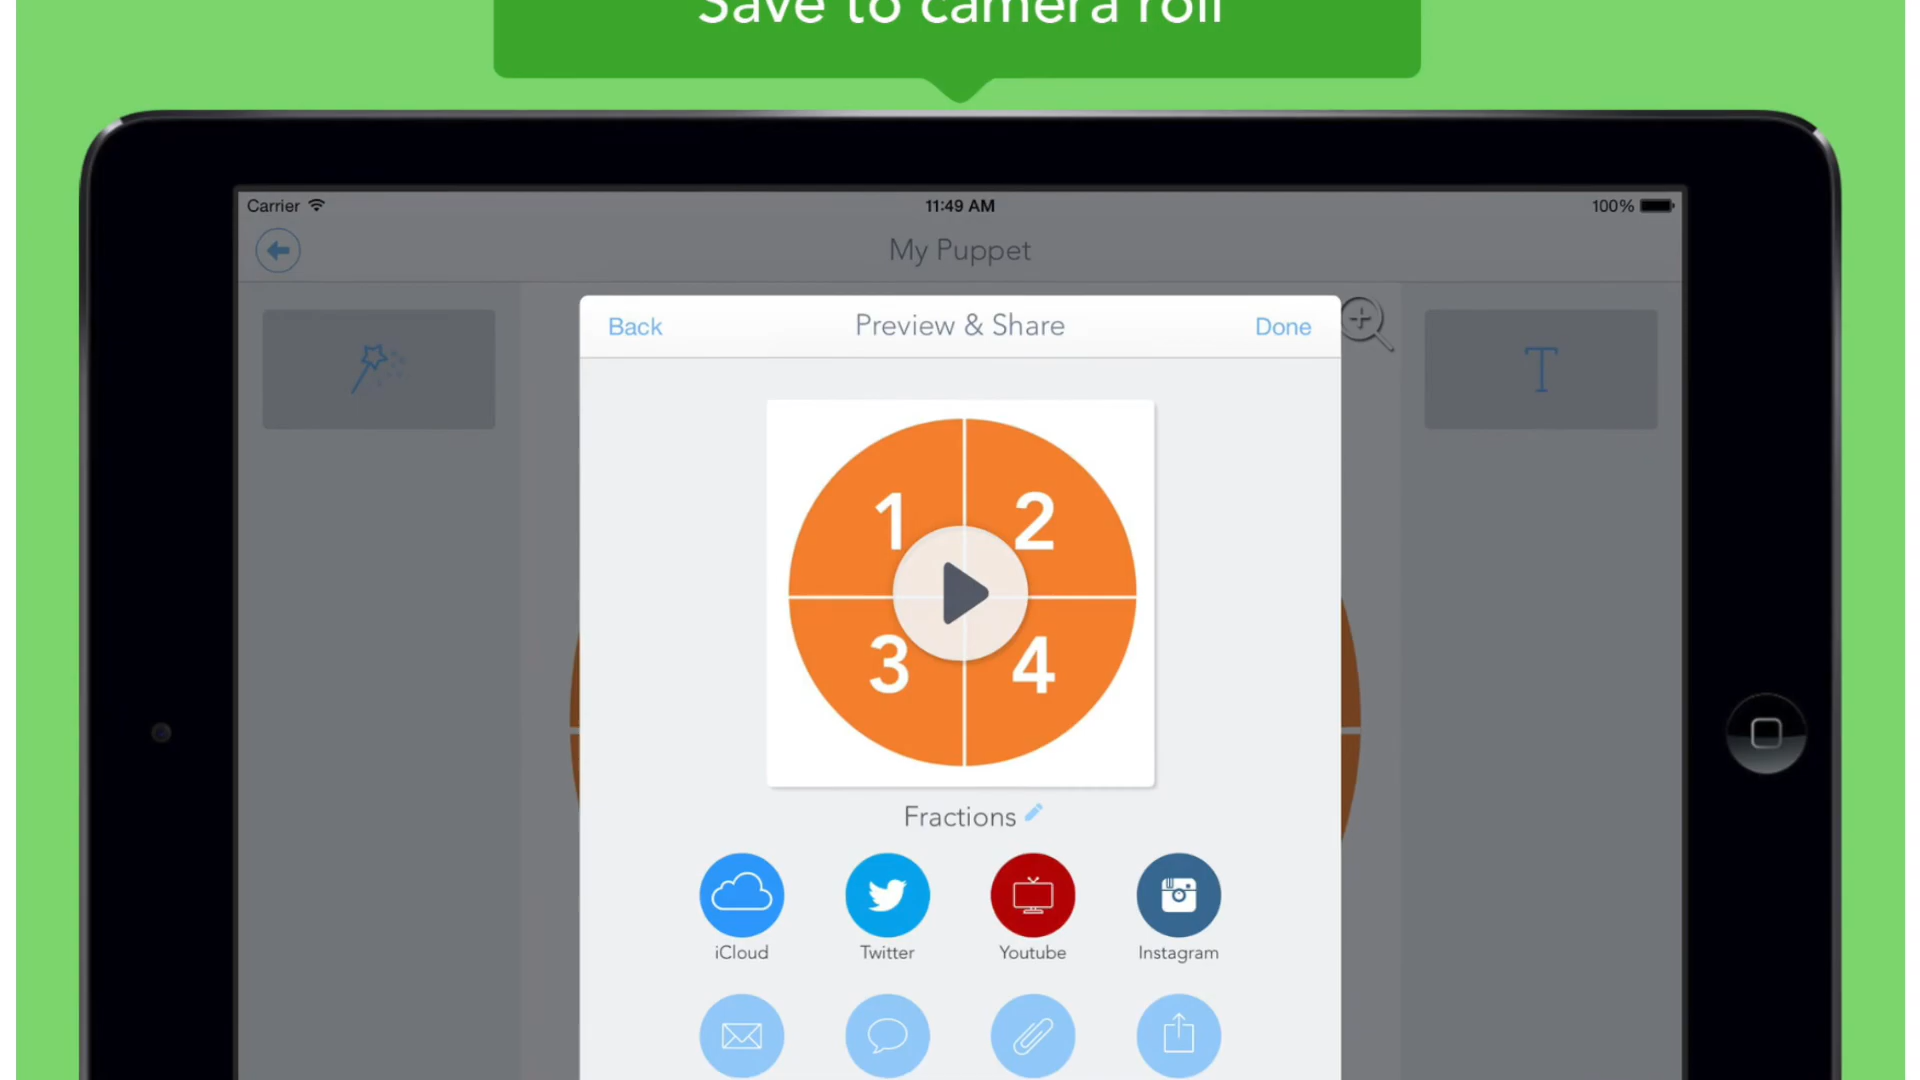 Save to camera roll
Carrier
11:49 AM
100%
My Puppet
Back
Preview & Share
Done
T
1
2
3
4
Fractions
iCloud
Twitter
Youtube
Instagram